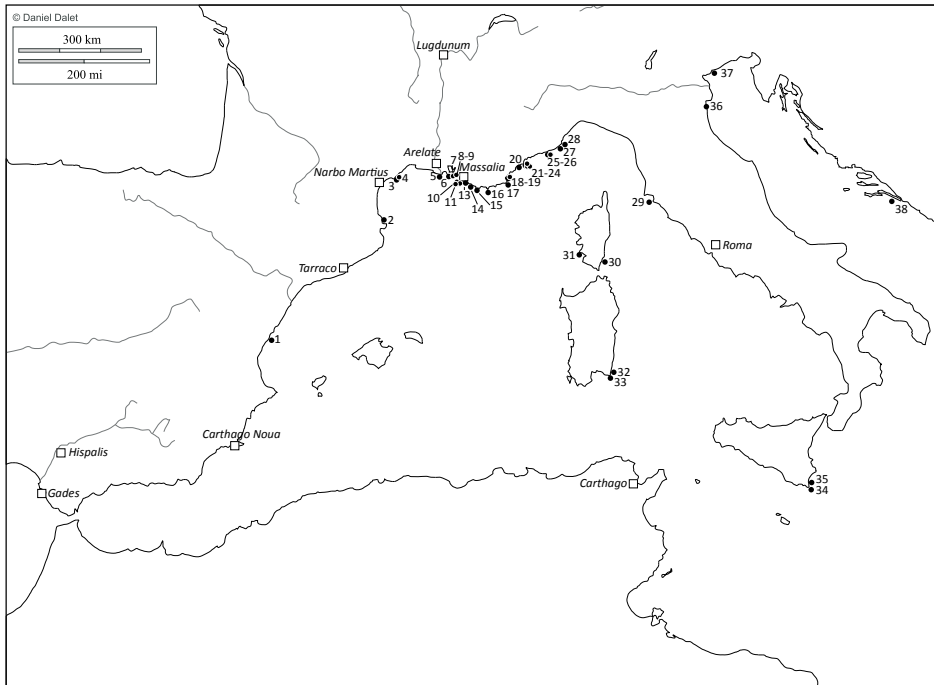 © Daniel Dalet
300 km
200 mi
Lugdunum
37
36
28
27
25-26
20
21-24
18-19
17
16
15
14
13
11
10
8-9
7
6
5
Arelate
Massalia
Narbo Martius
4
3
2
29
38
Roma
31
30
Tarraco
1
32
33
Carthago Noua
Hispalis
Gades
Carthago
35
34